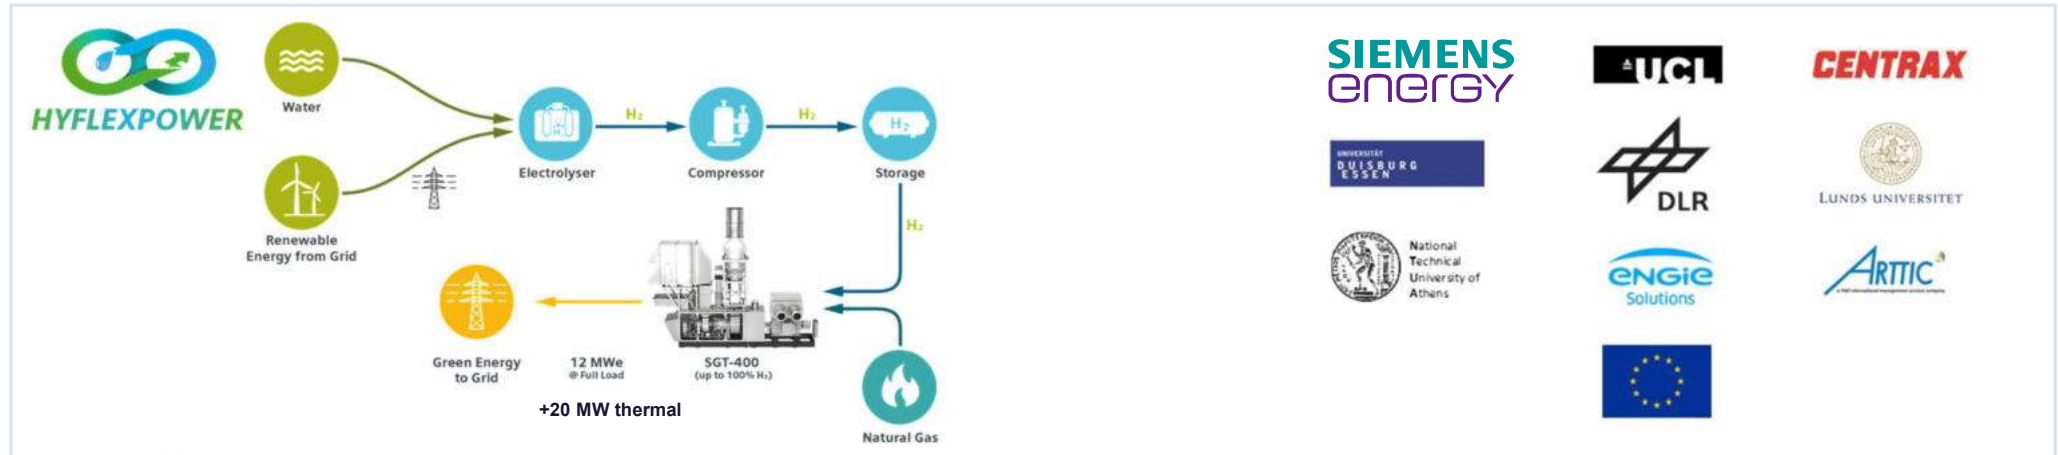 HYFLEXPOWER
Water
Renewable
Energy from Grid
Electrolyser
H₂
Compressor
H₂
H₂
Storage
H₂
SGT-400
(up to 100% H₂)
12 MWe
@ Full Load
+20 MW thermal
Green Energy
to Grid
Natural Gas
SIEMENS
energy
UCL
CENTRAX
UNIVERSITÄT
DUISBURG
ESSEN
DLR
LUNDS UNIVERSITET
National
Technical
University of
Athens
ENGIE
Solutions
ARTTIC